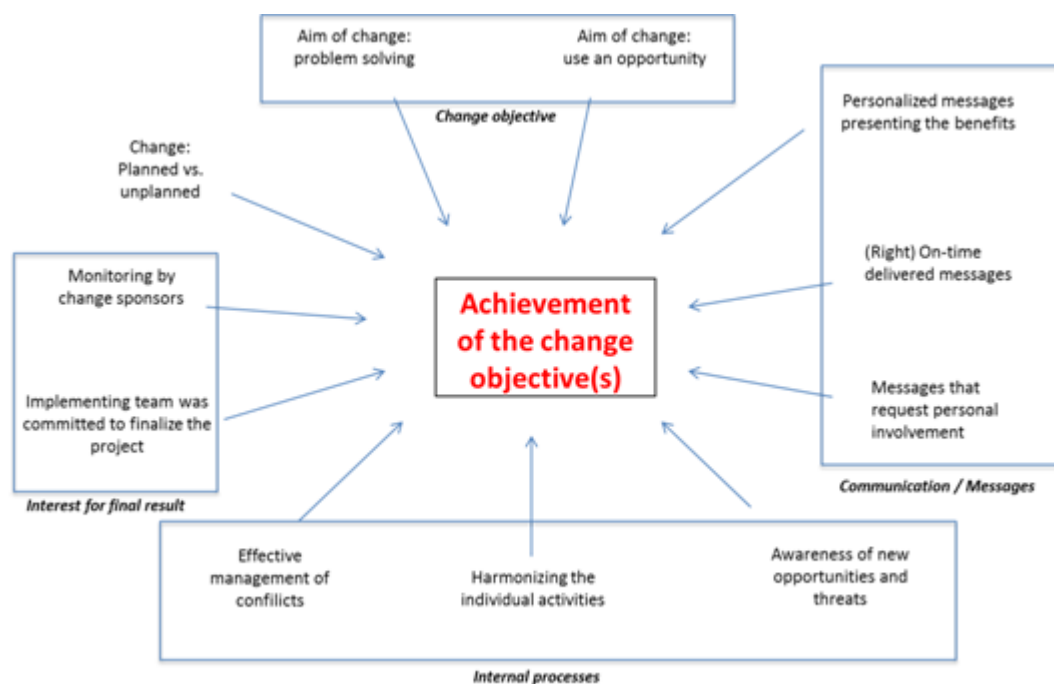 Aim of change:
problem solving
Aim of change:
use an opportunity
Change objective
Change:
Planned vs.
unplanned
Personalized messages
presenting the benefits
(Right) On-time
delivered messages
Messages that
request personal
involvement
Communication / Messages
Monitoring by
change sponsors
Implementing team was
committed to finalize the
project
Interest for final result
Achievement
of the change
objective(s)
Effective
management of
confilicts
Harmonizing the
individual activities
Awareness of new
opportunities and
threats
Internal processes